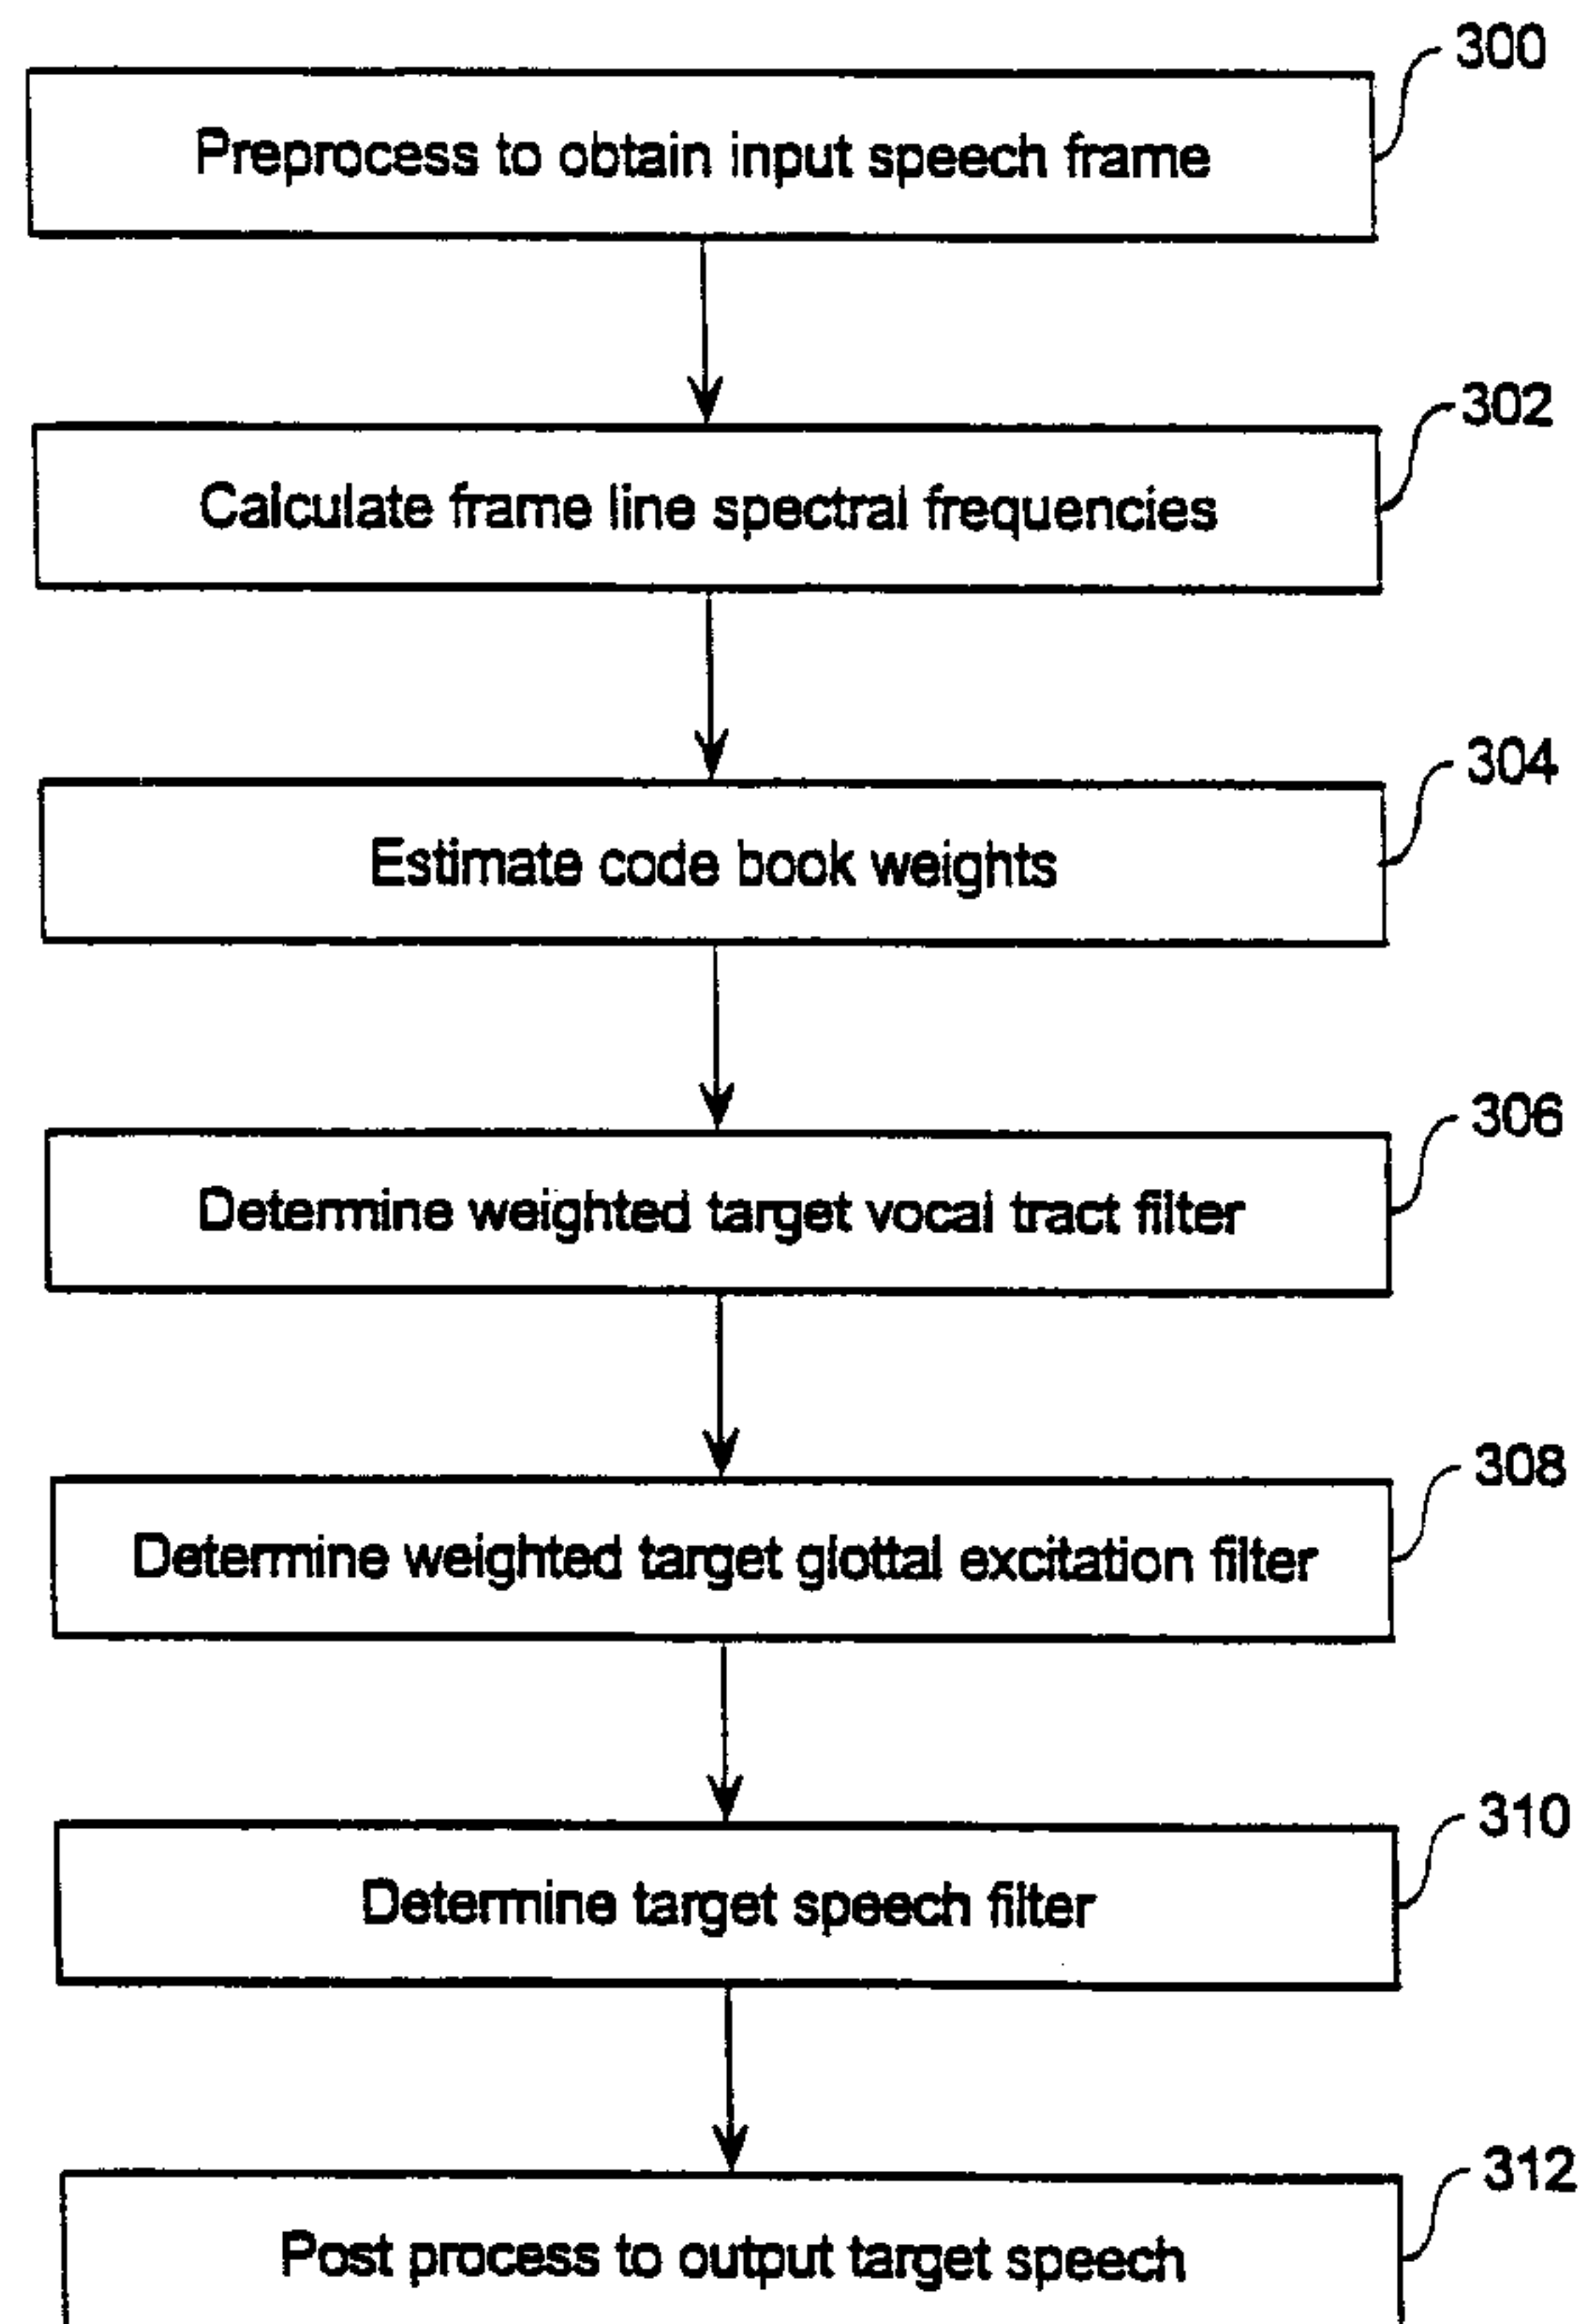 300
Preprocess to obtain input speech frame
302
Calculate frame line spectral frequencies
304
Estimate code book weights
306
Determine weighted target vocal tract filter
308
Determine weighted target glottal excitation filter
310
Determine target speech filter
312
Post process to output target speech